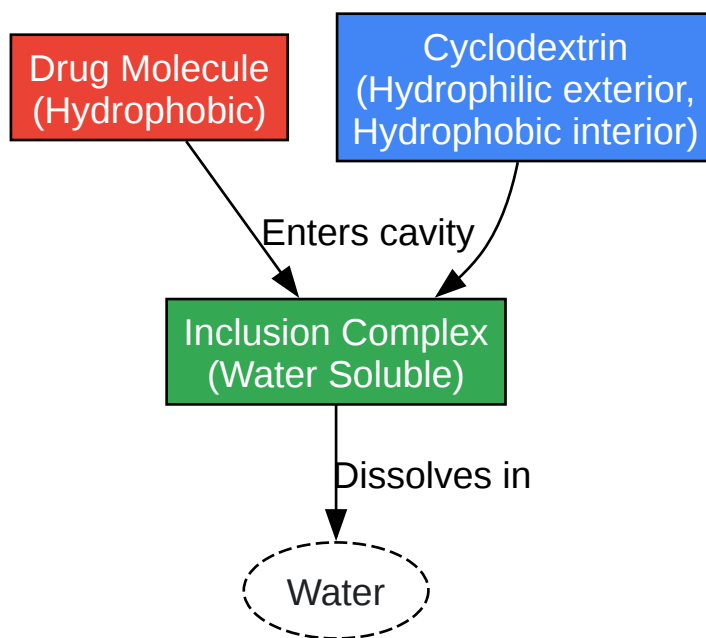 Drug Molecule
(Hydrophobic)
Cyclodextrin
(Hydrophilic exterior,
Hydrophobic interior)
Enters cavity
Inclusion Complex
(Water Soluble)
Dissolves in
Water